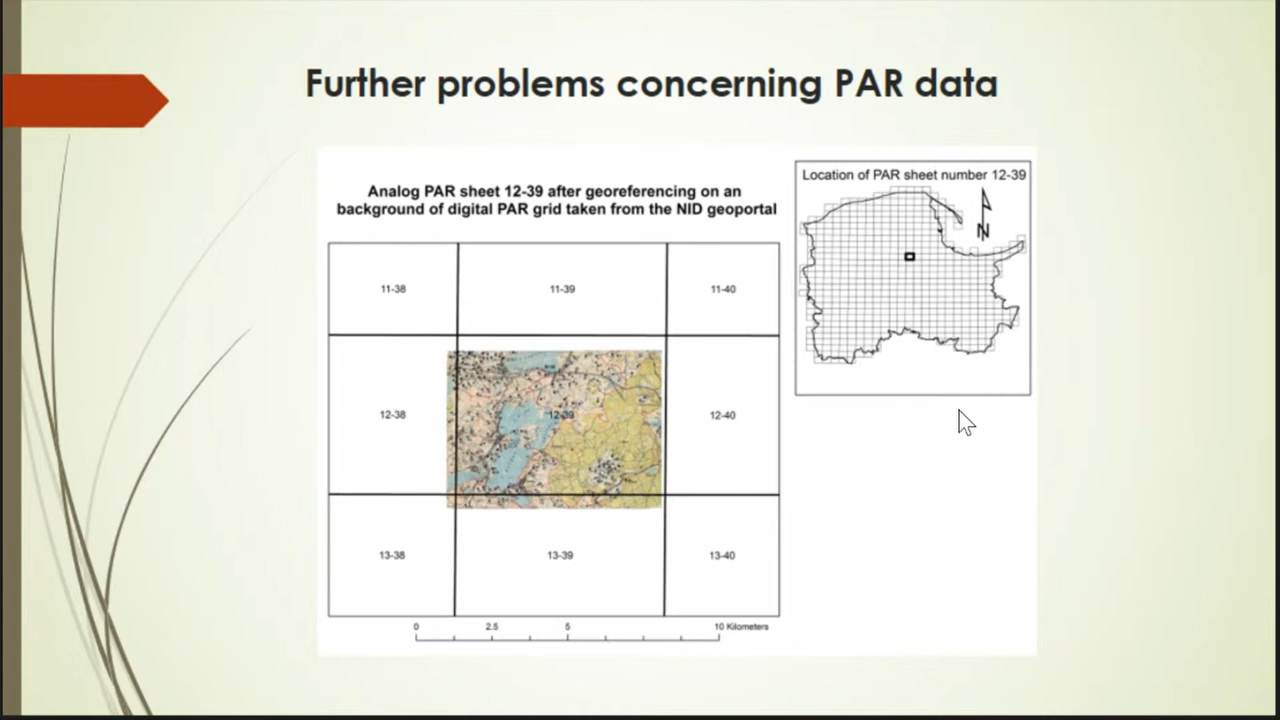 Further problems concerning PAR data
Analog PAR sheet 12-39 after georeferencing on an
background of digital PAR grid taken from the NID geoportal
11-38
11-39
11-40
12-38
12-39
12-40
13-38
13-39
13-40
0
2.5
5
10 Kilometers
Location of PAR sheet number 12-39
N